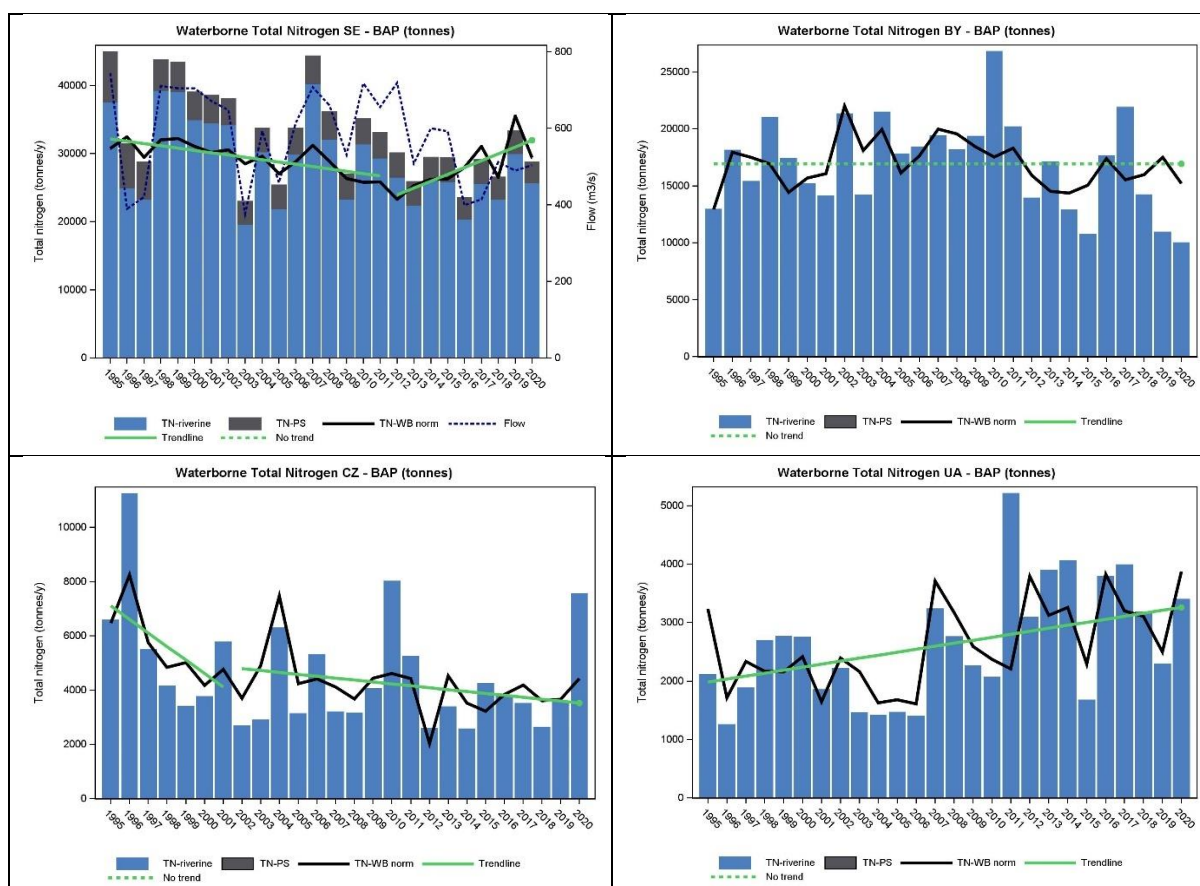 Waterborne Total Nitrogen SE - BAP (tonnes)
Total nitrogen (tonnes/y)
40000
30000
20000
10000
0
800
600
400
200
0
Flow (m3/s)
1995 1996 1997 1998 1999 2000 2001 2002 2003 2004 2005 2006 2007 2008 2009 2010 2011 2012 2013 2014 2015 2016 2017 2018 2019 2020
TN-riverine TN-PS TN-WB norm Flow
Trendline No trend
Waterborne Total Nitrogen BY - BAP (tonnes)
Total nitrogen (tonnes/y)
25000
20000
15000
10000
5000
0
1995 1996 1997 1998 1999 2000 2001 2002 2003 2004 2005 2006 2007 2008 2009 2010 2011 2012 2013 2014 2015 2016 2017 2018 2019 2020
TN-riverine TN-PS TN-WB norm Trendline
No trend
Waterborne Total Nitrogen CZ - BAP (tonnes)
Total nitrogen (tonnes/y)
10000
8000
6000
4000
2000
0
1995 1996 1997 1998 1999 2000 2001 2002 2003 2004 2005 2006 2007 2008 2009 2010 2011 2012 2013 2014 2015 2016 2017 2018 2019 2020
TN-riverine TN-PS TN-WB norm Trendline
No trend
Waterborne Total Nitrogen UA - BAP (tonnes)
Total nitrogen (tonnes/y)
5000
4000
3000
2000
1000
0
1995 1996 1997 1998 1999 2000 2001 2002 2003 2004 2005 2006 2007 2008 2009 2010 2011 2012 2013 2014 2015 2016 2017 2018 2019 2020
TN-riverine TN-PS TN-WB norm Trendline
No trend